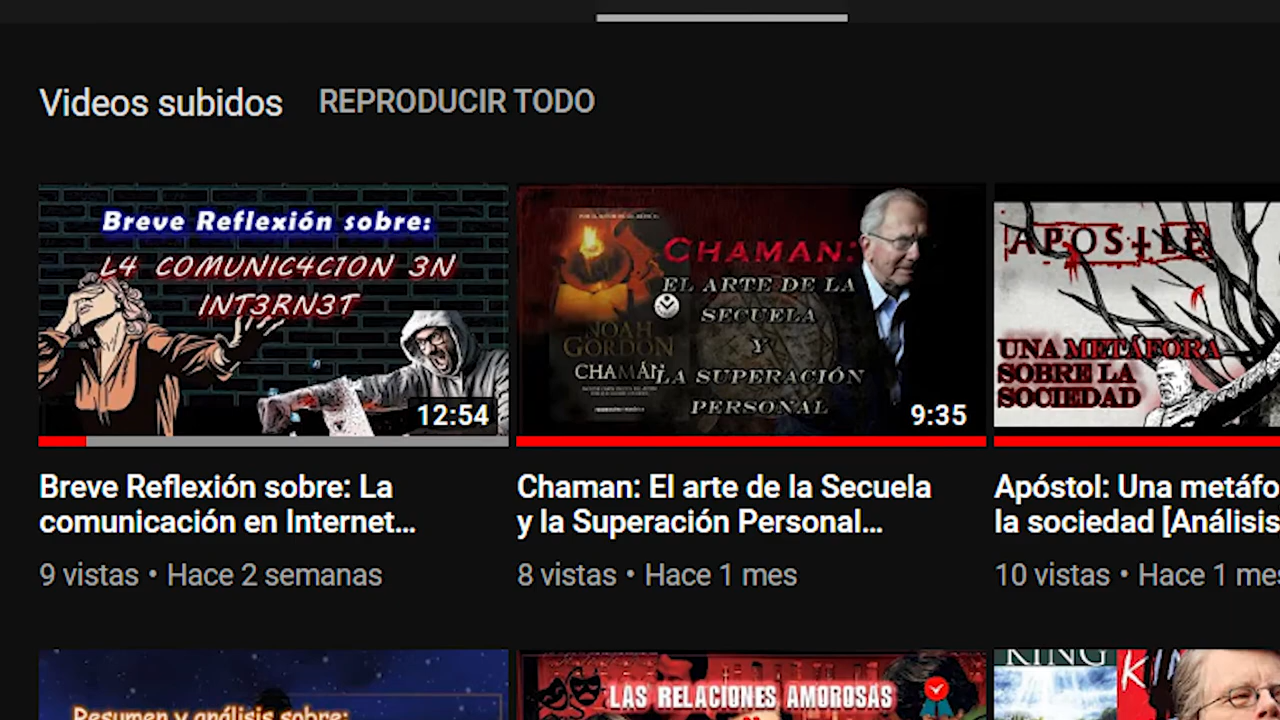 Videos subidos
REPRODUCIR TODO
Breve Reflexión sobre:
L4 COMUNIC4C1ON 3N
INT3RN3T
12:54
CHAMAN:
EL ARTE DE LA
SECUELA
Y
LA SUPERACIÓN
PERSONAL
NOAH
GORDON
CHAMÁN
9:35
APOSTLE
UNA METÁFORA
SOBRE LA
SOCIEDAD
Breve Reflexión sobre: La
comunicación en Internet...
9 vistas • Hace 2 semanas
Chaman: El arte de la Secuela
y la Superación Personal...
8 vistas • Hace 1 mes
Apóstol: Una metáfo
la sociedad [Análisis
10 vistas • Hace 1 mes
Resumen y análisis sobre:
LAS RELACIONES AMOROSAS
KING
K